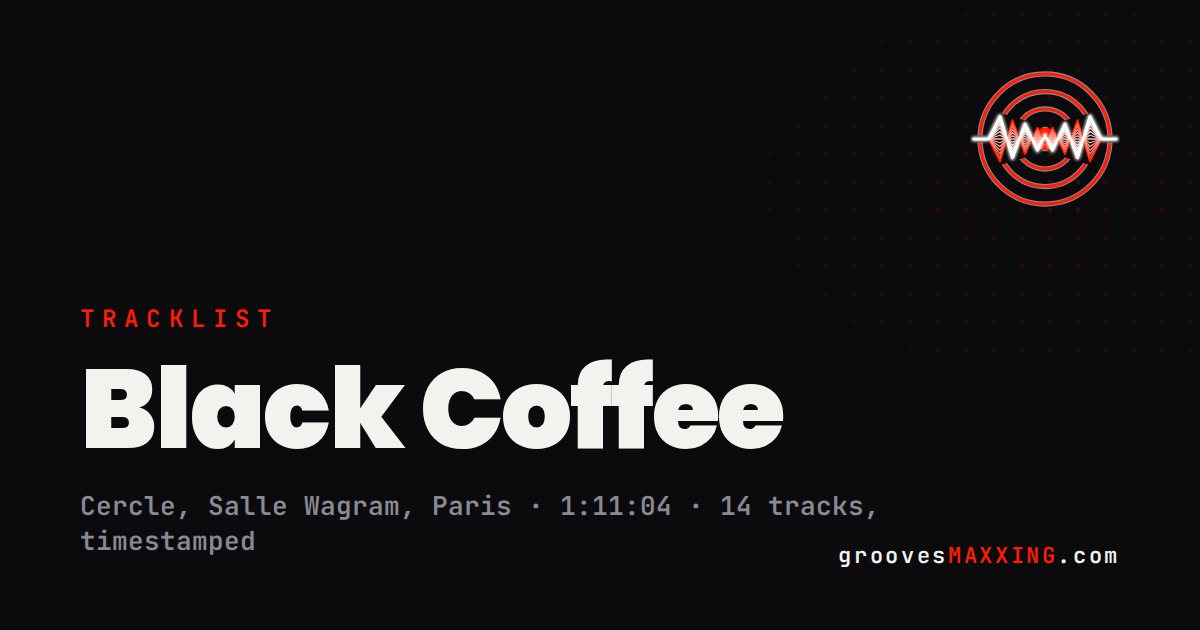 TRACKLIST
Black Coffee
Cercle, Salle Wagram, Paris · 1:11:04 · 14 tracks,
timestamped
groovesMAXXING.com